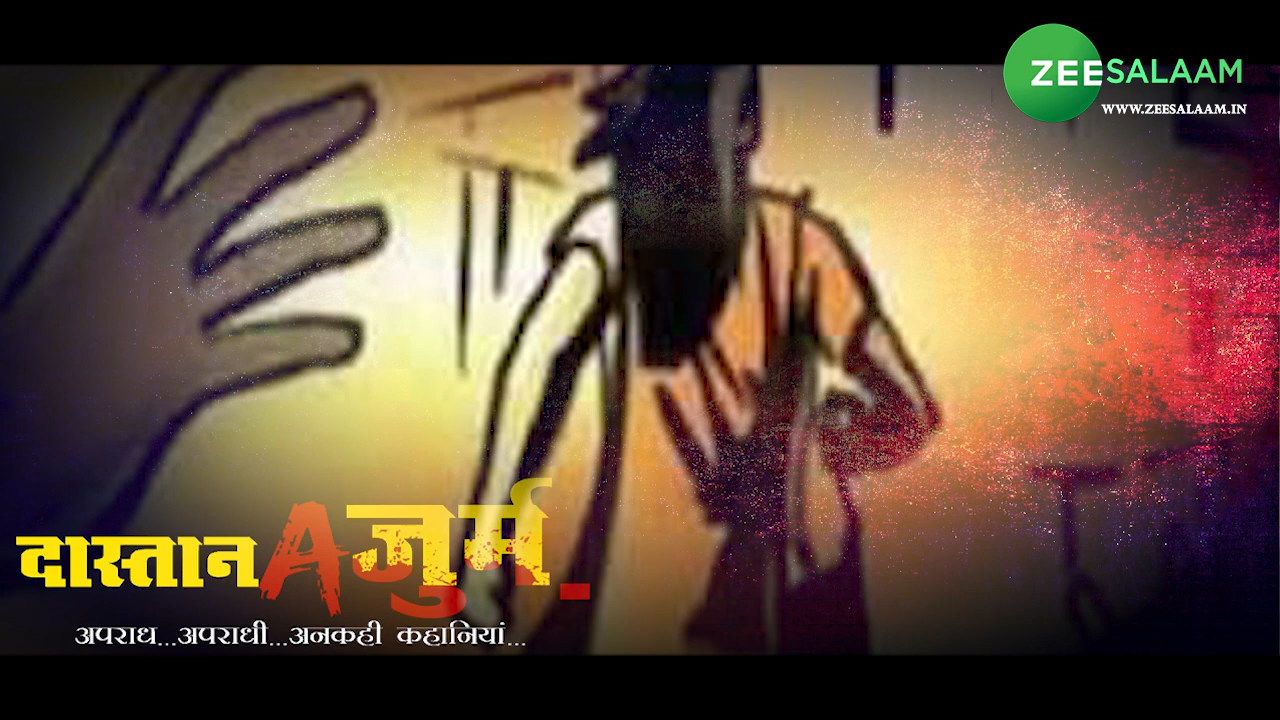 ZEESALAAM
WWW.ZEESALAAM.IN
दास्तान A जुर्म
अपराध...अपराधी...अनकही कहानियां...